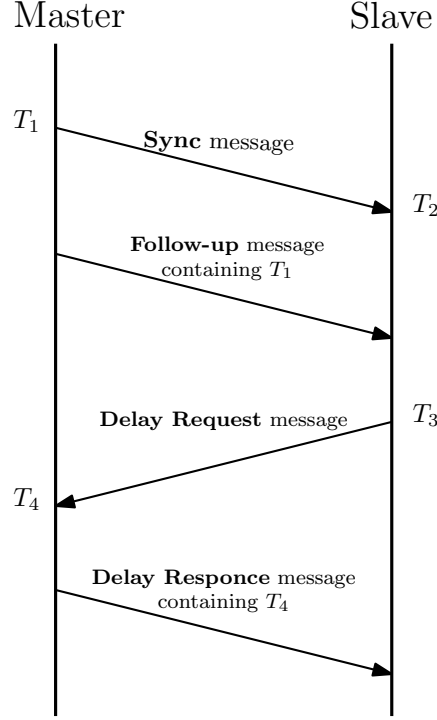 Master
Slave
T₁
Sync message
T₂
Follow-up message
containing T₁
Delay Request message
T₃
T₄
Delay Responce message
containing T₄